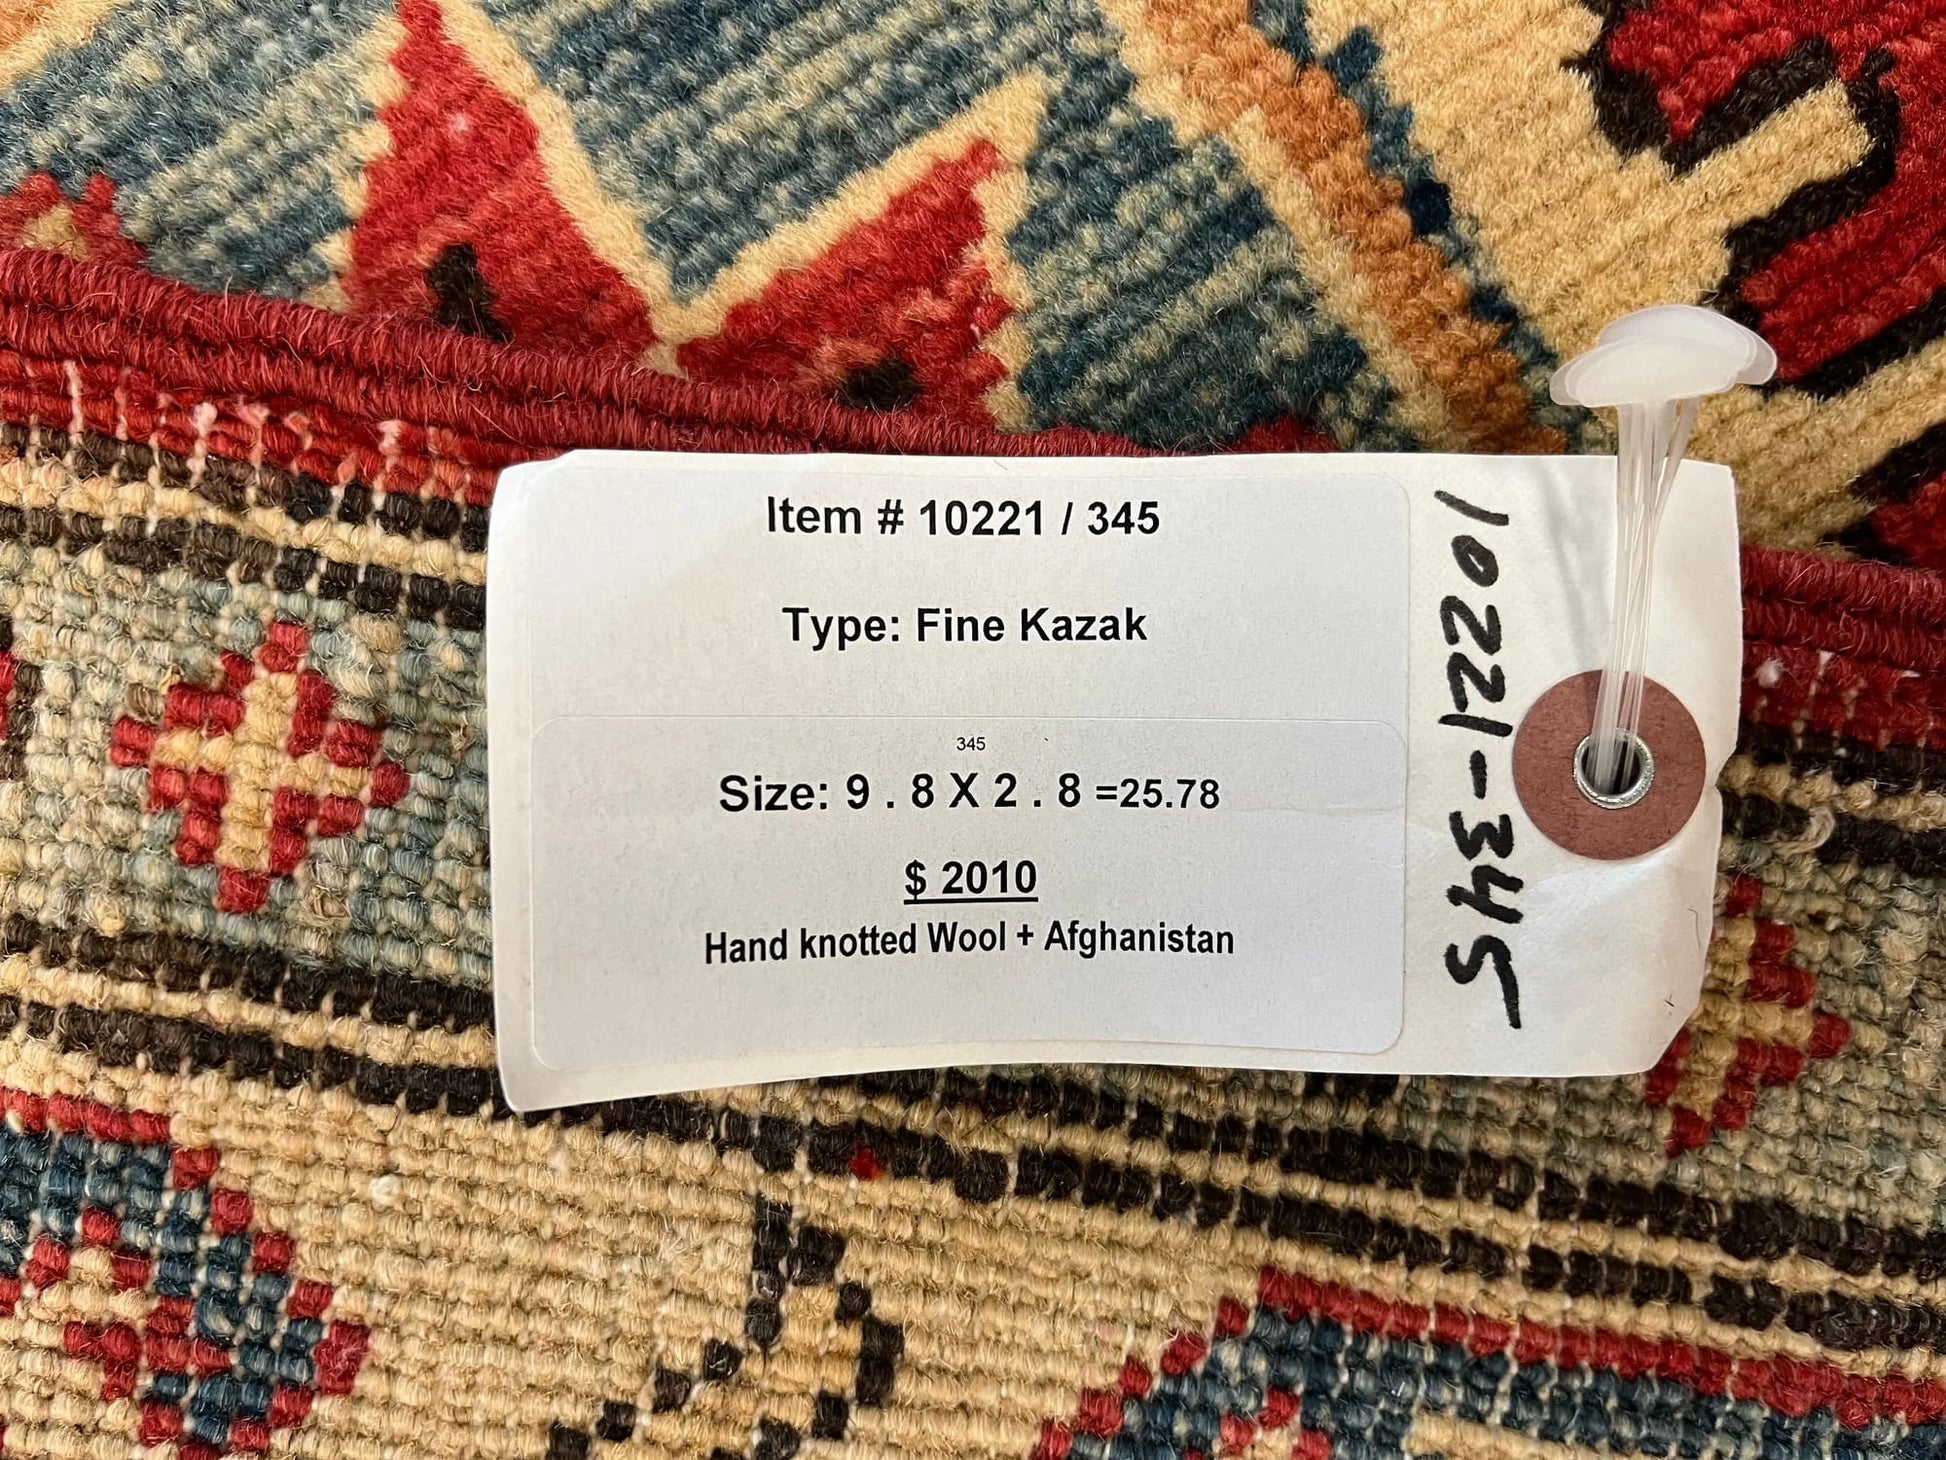 Item # 10221 / 345
Type: Fine Kazak
345
Size: 9 . 8 X 2 . 8 =25.78
$ 2010
Hand knotted Wool + Afghanistan
10221-345